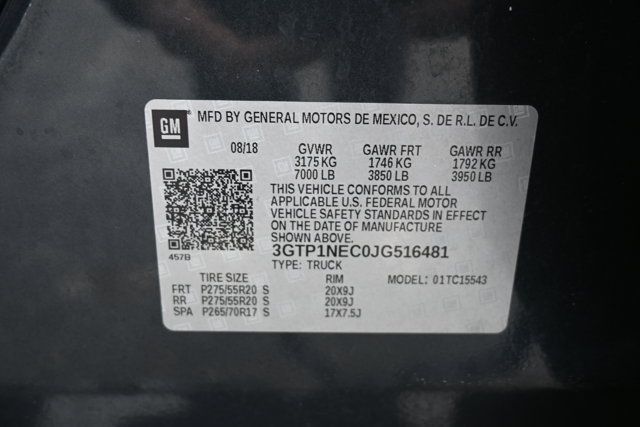 GM ® MFD BY GENERAL MOTORS DE MEXICO, S. DE R.L. DE C.V.
08/18 GVWR GAWR FRT GAWR RR
3175 KG 1746 KG 1792 KG
7000 LB 3850 LB 3950 LB
THIS VEHICLE CONFORMS TO ALL
APPLICABLE U.S. FEDERAL MOTOR
VEHICLE SAFETY STANDARDS IN EFFECT
ON THE DATE OF MANUFACTURE
SHOWN ABOVE.
3GTP1NEC0JG516481
457B TYPE: TRUCK
TIRE SIZE RIM MODEL: 01TC15543
FRT P275/55R20 S 20X9J
RR P275/55R20 S 20X9J
SPA P265/70R17 S 17X7.5J